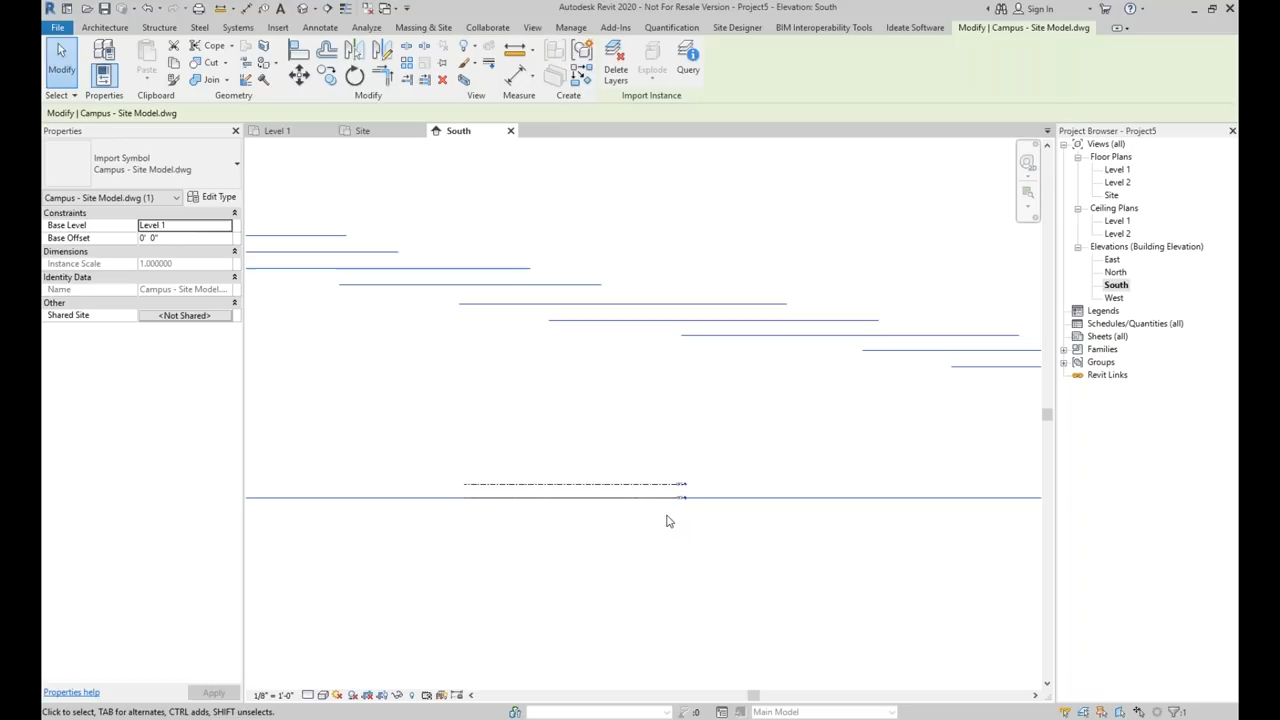 Autodesk Revit 2020 - Not For Resale Version - Project5 - Elevation: South
Sign In
File Architecture Structure Steel Systems Insert Annotate Analyze Massing & Site Collaborate View Manage Add-Ins Quantification Site Designer BIM Interoperability Tools Ideate Software Modify | Campus - Site Model.dwg
Modify
Paste
Cope
Cut
Join
Delete Layers
Explode
Query
Select Properties Clipboard Geometry Modify View Measure Create Import Instance
Modify | Campus - Site Model.dwg
Properties
Import Symbol
Campus - Site Model.dwg
Campus - Site Model.dwg (1)
Edit Type
Constraints
Base Level Level 1
Base Offset 0' 0"
Dimensions
Instance Scale 1.000000
Identity Data
Name Campus - Site Model....
Other
Shared Site <Not Shared>
Properties help
Apply
Level 1
Site
South
Project Browser - Project5
Views (all)
Floor Plans
Level 1
Level 2
Site
Ceiling Plans
Level 1
Level 2
Elevations (Building Elevation)
East
North
South
West
Legends
Schedules/Quantities (all)
Sheets (all)
Families
Groups
Revit Links
1/8" = 1'-0"
Click to select, TAB for alternates, CTRL adds, SHIFT unselects.
:0
Main Model
:1